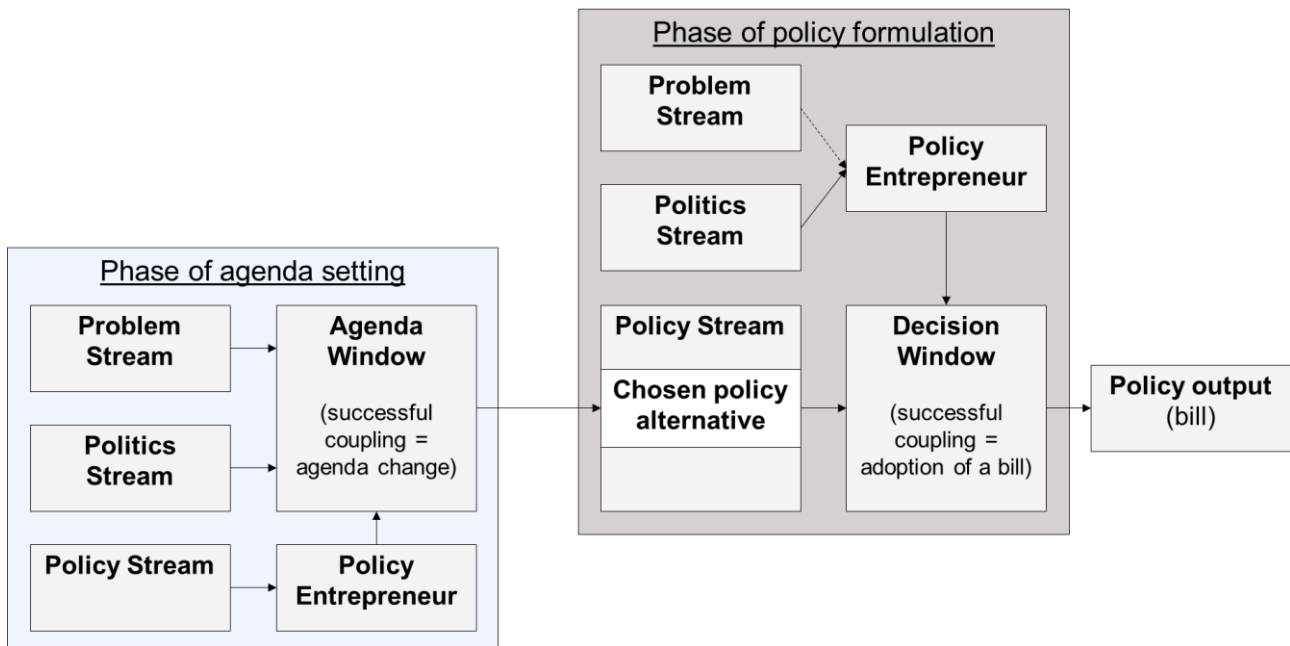 Phase of agenda setting
Problem
Stream
Politics
Stream
Policy Stream
Agenda
Window
(successful
coupling =
agenda change)
Policy
Entrepreneur
Phase of policy formulation
Problem
Stream
Politics
Stream
Policy
Entrepreneur
Policy Stream
Chosen policy
alternative
Decision
Window
(successful
coupling =
adoption of a bill)
Policy output
(bill)